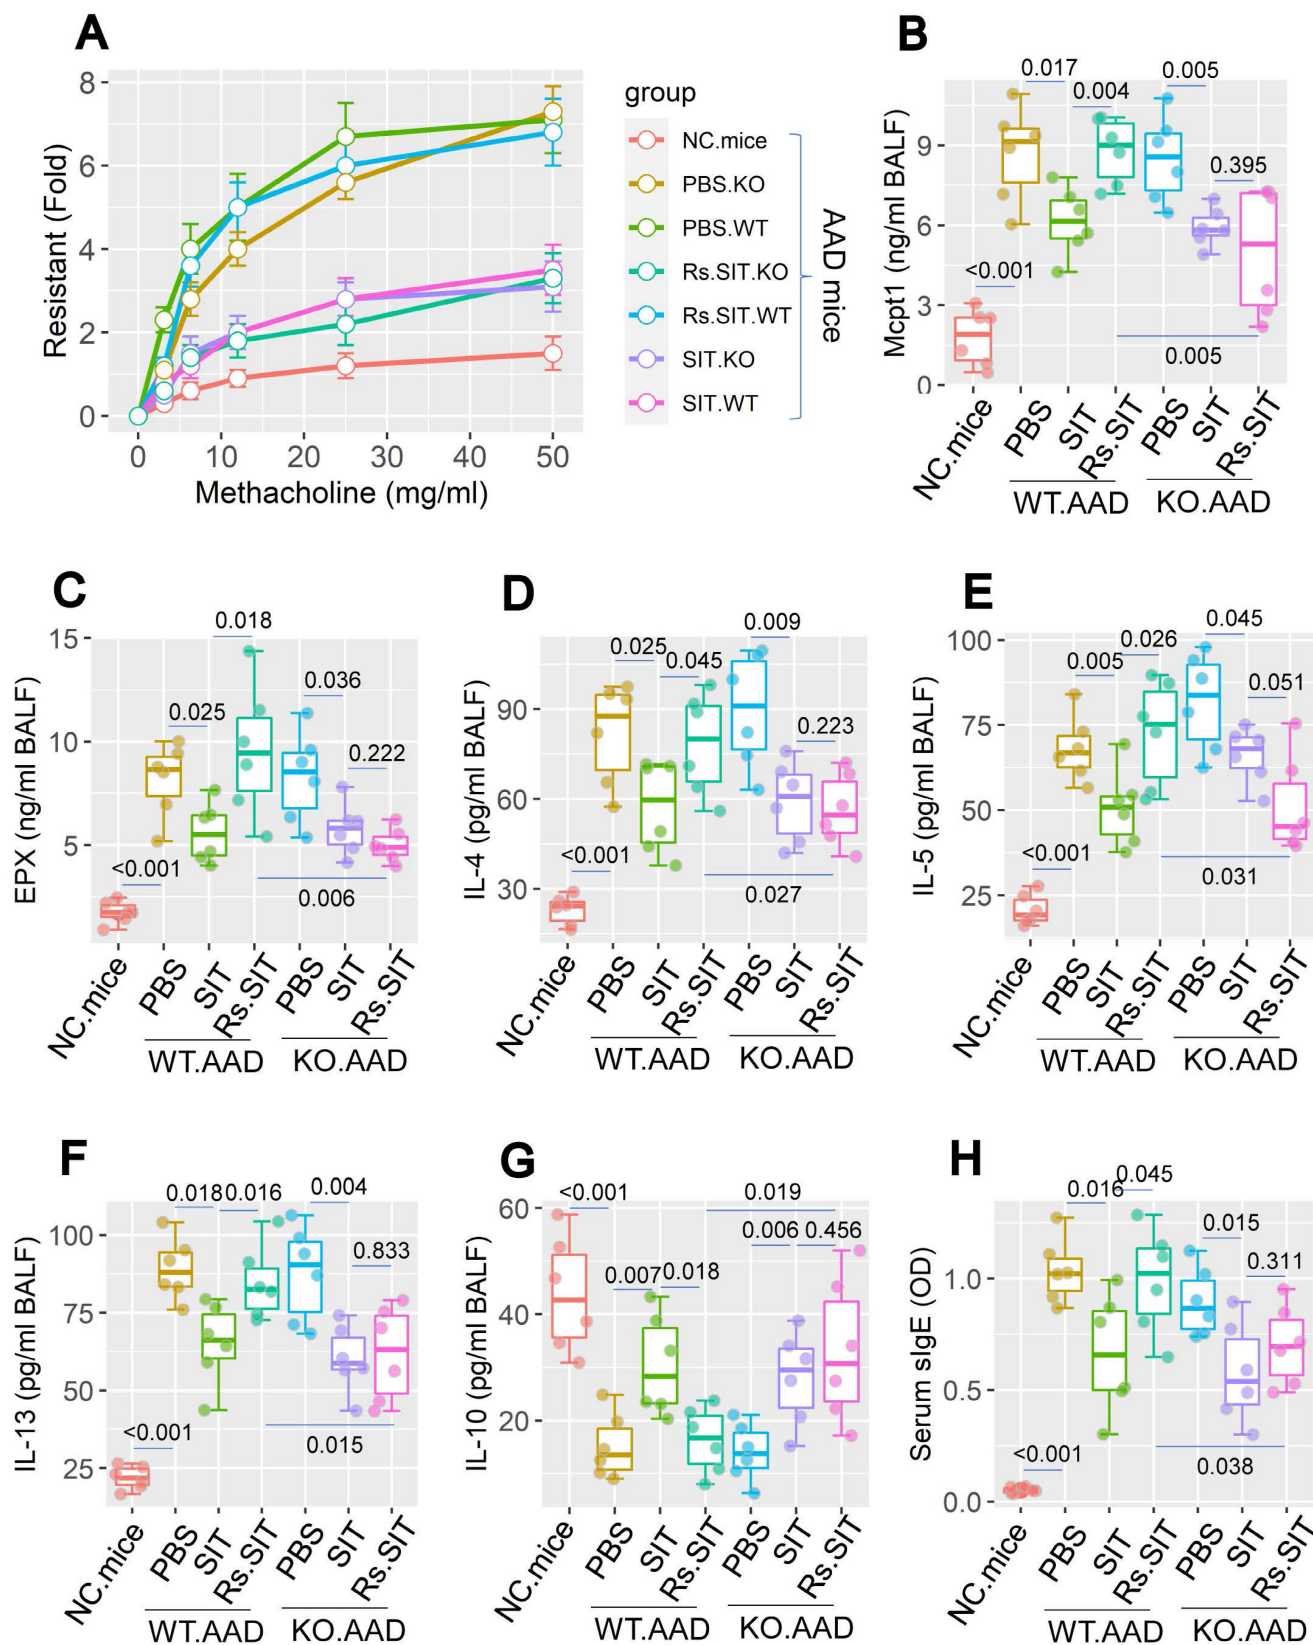 A
Resistant (Fold)
8
6
4
2
0
0 10 20 30 40 50
Methacholine (mg/ml)
group
NC.mice
PBS.KO
PBS.WT
Rs.SIT.KO
Rs.SIT.WT
SIT.KO
SIT.WT
AAD mice
B
Mcpt1 (ng/ml BALF)
9
6
3
0
0.017
0.005
0.004
0.395
<0.001
0.005
NC.mice PBS SIT Rs.SIT PBS SIT Rs.SIT
WT.AAD KO.AAD
C
EPX (ng/ml BALF)
15
10
5
0.018
0.036
0.025
0.222
<0.001
0.006
NC.mice PBS SIT Rs.SIT PBS SIT Rs.SIT
WT.AAD KO.AAD
D
IL-4 (pg/ml BALF)
90
60
30
0.009
0.025
0.045
0.223
<0.001
0.027
NC.mice PBS SIT Rs.SIT PBS SIT Rs.SIT
WT.AAD KO.AAD
E
IL-5 (pg/ml BALF)
100
75
50
25
0.045
0.026
0.005
0.051
<0.001
0.031
NC.mice PBS SIT Rs.SIT PBS SIT Rs.SIT
WT.AAD KO.AAD
F
IL-13 (pg/ml BALF)
100
75
50
25
0.018 0.016 0.004
0.833
<0.001
0.015
NC.mice PBS SIT Rs.SIT PBS SIT Rs.SIT
WT.AAD KO.AAD
G
IL-10 (pg/ml BALF)
60
40
20
<0.001 0.019
0.006 0.456
0.007 0.018
NC.mice PBS SIT Rs.SIT PBS SIT Rs.SIT
WT.AAD KO.AAD
H
Serum sIgE (OD)
1.0
0.5
0.0
0.045
0.016
0.015
0.311
<0.001
0.038
NC.mice PBS SIT Rs.SIT PBS SIT Rs.SIT
WT.AAD KO.AAD